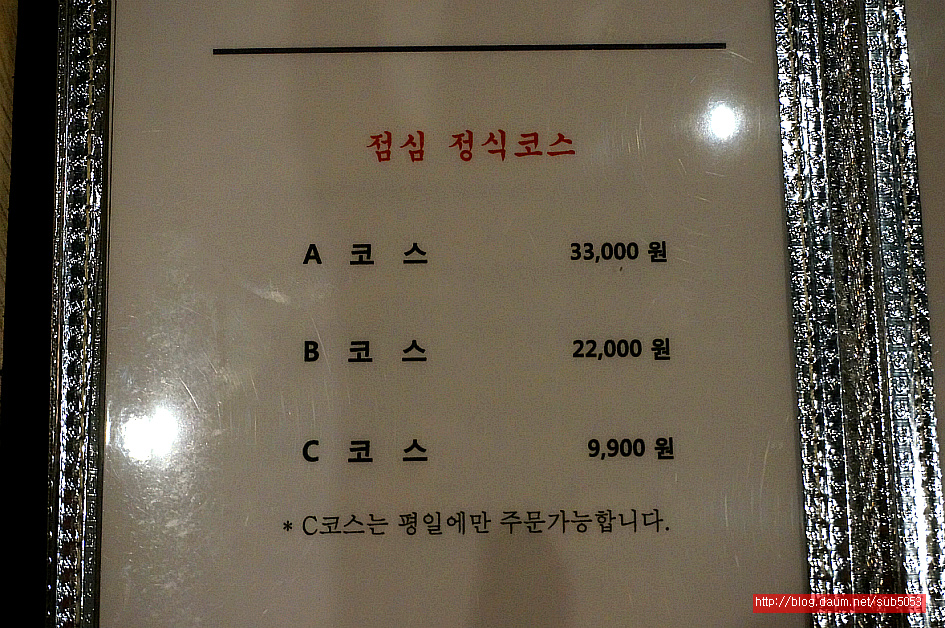 점심 정식코스
A 코 스 33,000 원
B 코 스 22,000 원
C 코 스 9,900 원
* C코스는 평일에만 주문가능합니다.
http://blog.daum.net/sub5053